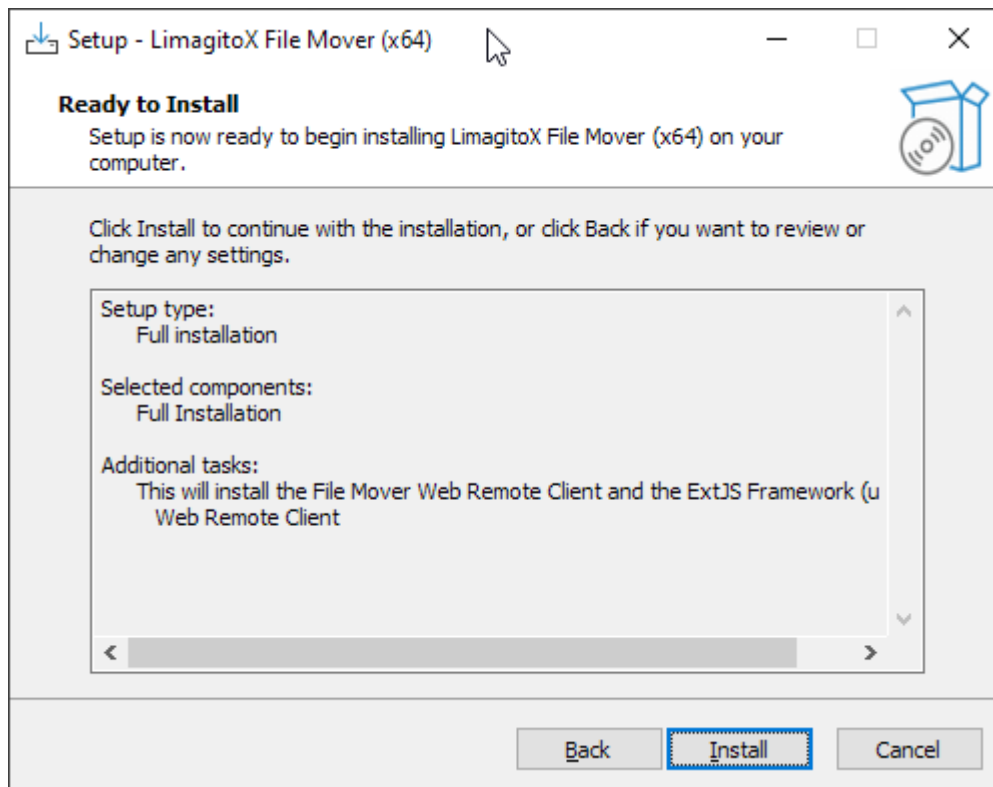 Setup - LimagitoX File Mover (x64)
Ready to Install
Setup is now ready to begin installing LimagitoX File Mover (x64) on your
computer.
Click Install to continue with the installation, or click Back if you want to review or
change any settings.
Setup type:
Full installation
Selected components:
Full Installation
Additional tasks:
This will install the File Mover Web Remote Client and the ExtJS Framework (u
Web Remote Client
Back
Install
Cancel